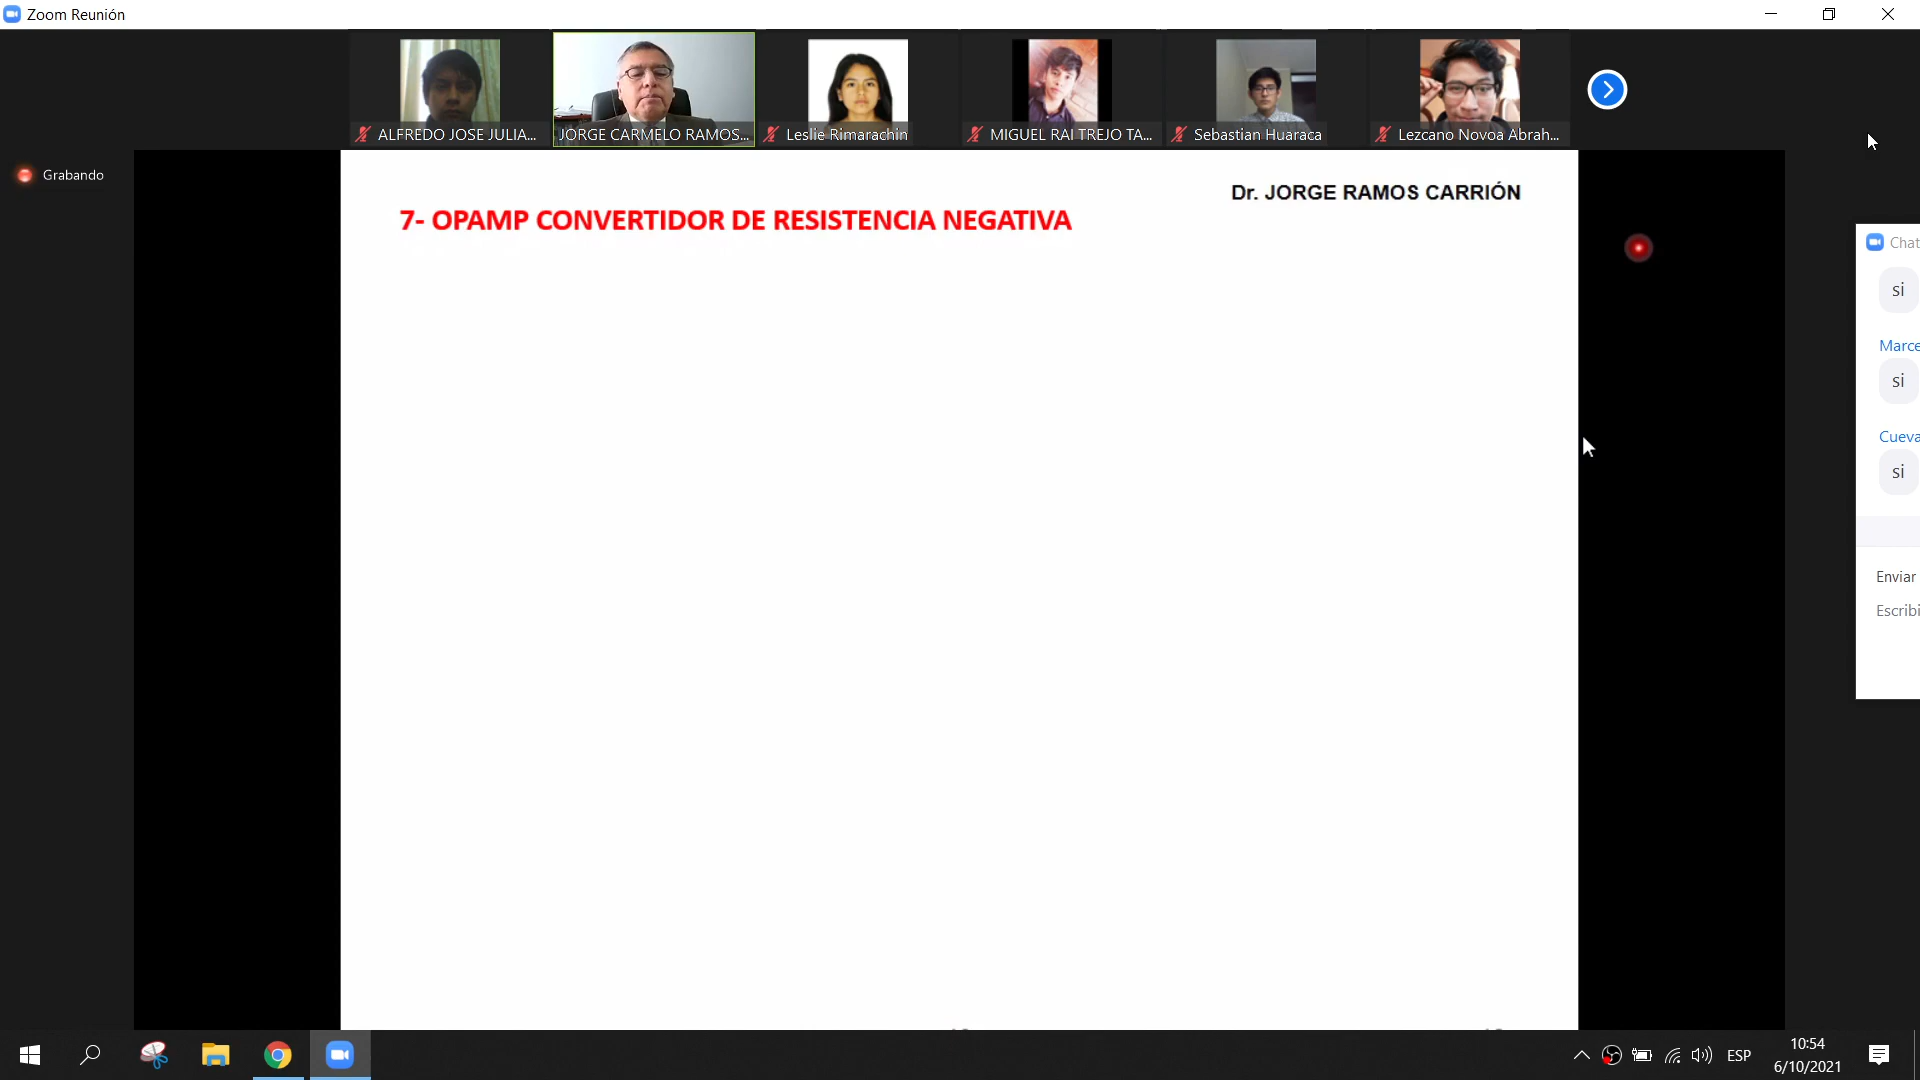 Zoom Reunión
ALFREDO JOSE JULIA...
JORGE CARMELO RAMOS...
Leslie Rimarachin
MIGUEL RAI TREJO TA...
Sebastian Huaraca
Lezcano Novoa Abrah...
Grabando
Dr. JORGE RAMOS CARRIÓN
7- OPAMP CONVERTIDOR DE RESISTENCIA NEGATIVA
Chat
si
Marce
si
Cueva
si
Enviar
Escribi
ESP
10:54
6/10/2021